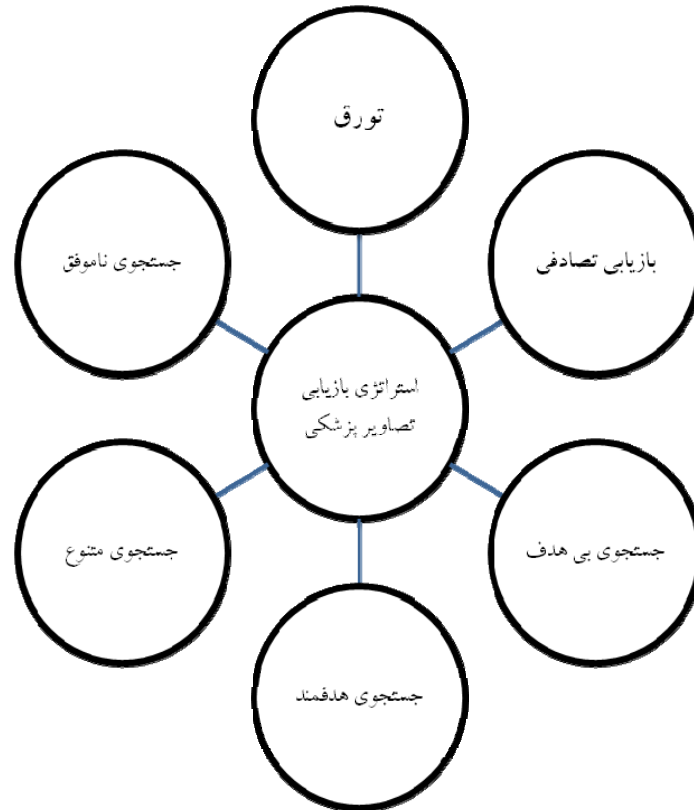 تورق
بازیابی تصادفی
جستجوی ناموفق
استراتژی بازیابی
تصاویر پزشکی
جستجوی بی هدف
جستجوی متنوع
جستجوی هدفمند